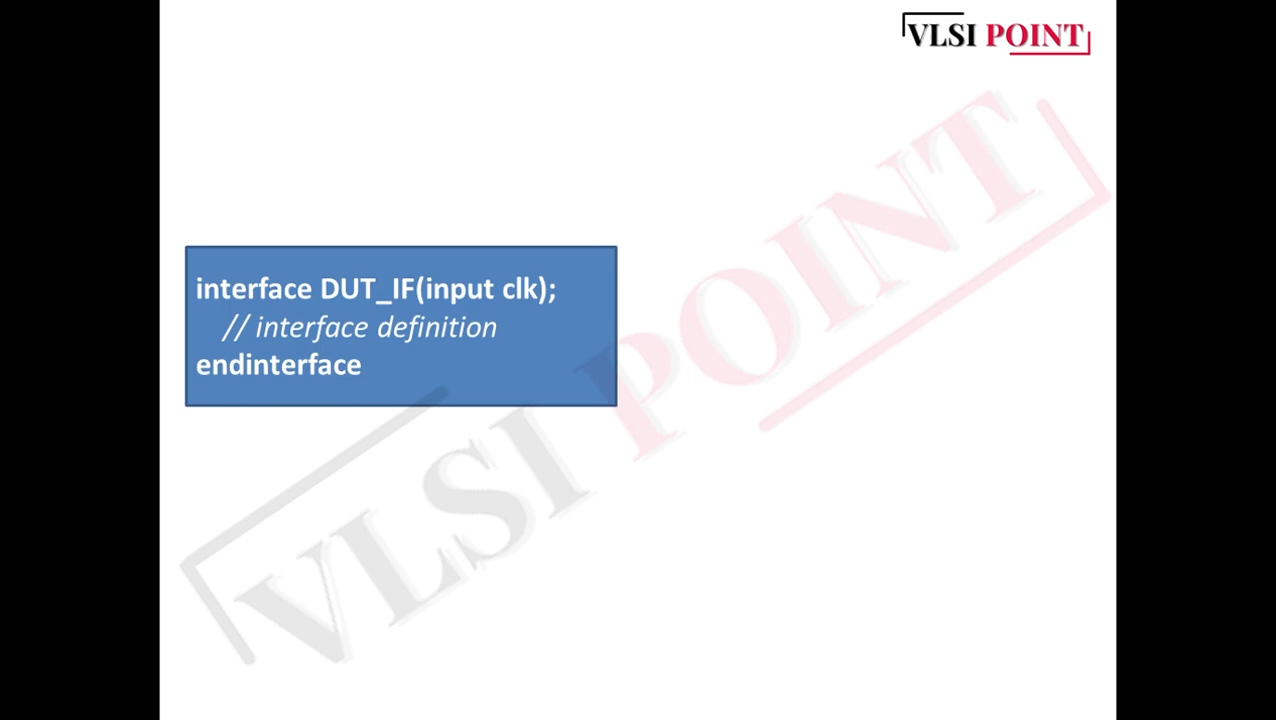 VLSI POINT
interface DUT_IF(input clk);
// interface definition
endinterface
VLSI POINT